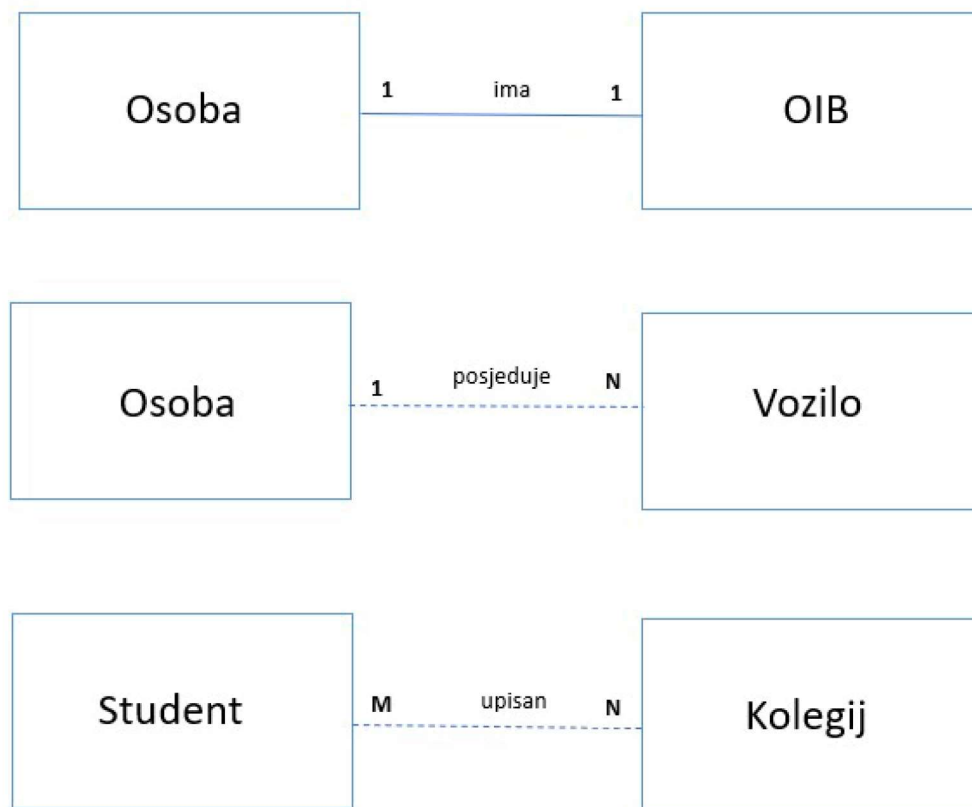 Osoba
1
ima
1
OIB
Osoba
1
posjeduje
N
Vozilo
Student
M
upisan
N
Kolegij